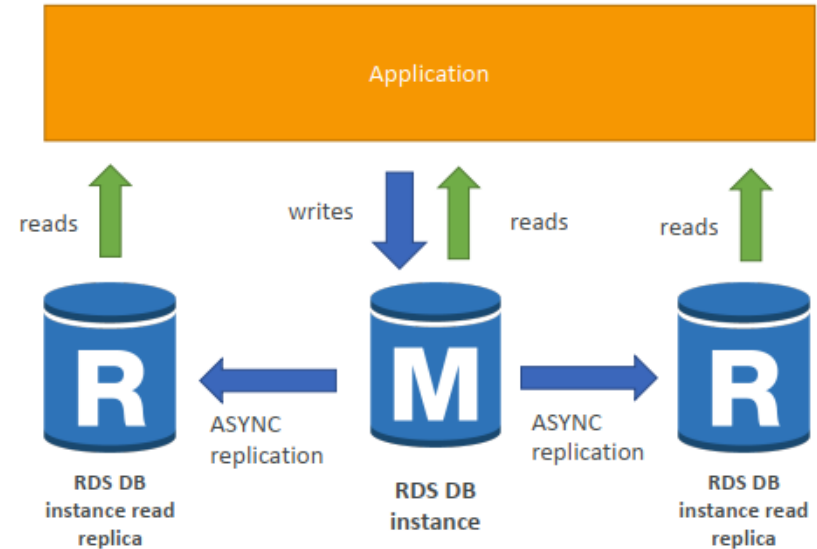 Application
reads
writes
reads
reads
R
M
R
ASYNC
replication
ASYNC
replication
RDS DB
instance read
replica
RDS DB
instance
RDS DB
instance read
replica